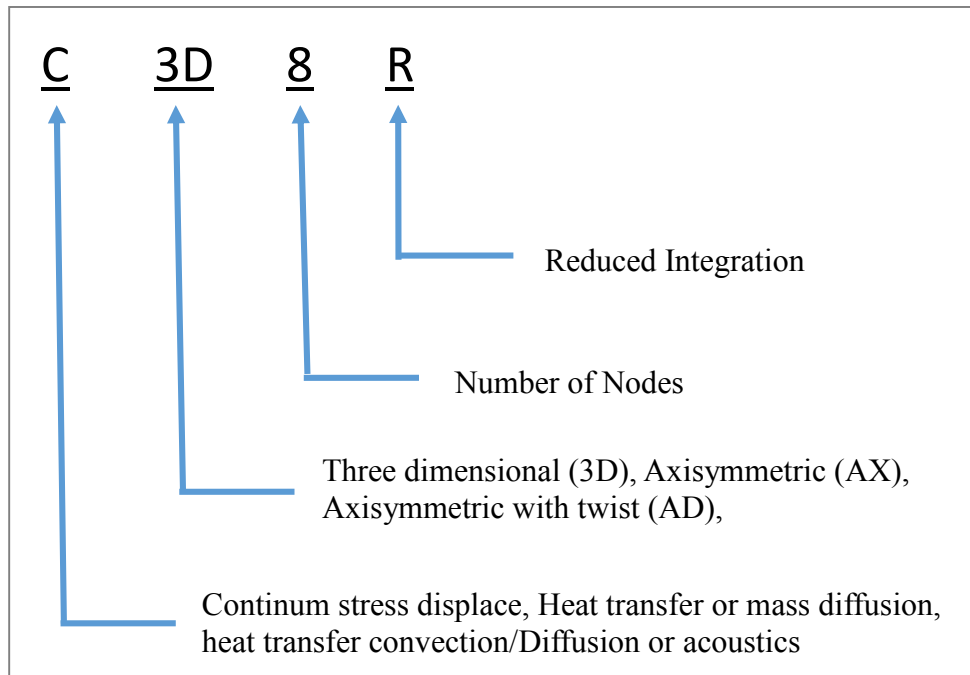 C 3D 8 R
Reduced Integration
Number of Nodes
Three dimensional (3D), Axisymmetric (AX),
Axisymmetric with twist (AD),
Continum stress displace, Heat transfer or mass diffusion,
heat transfer convection/Diffusion or acoustics